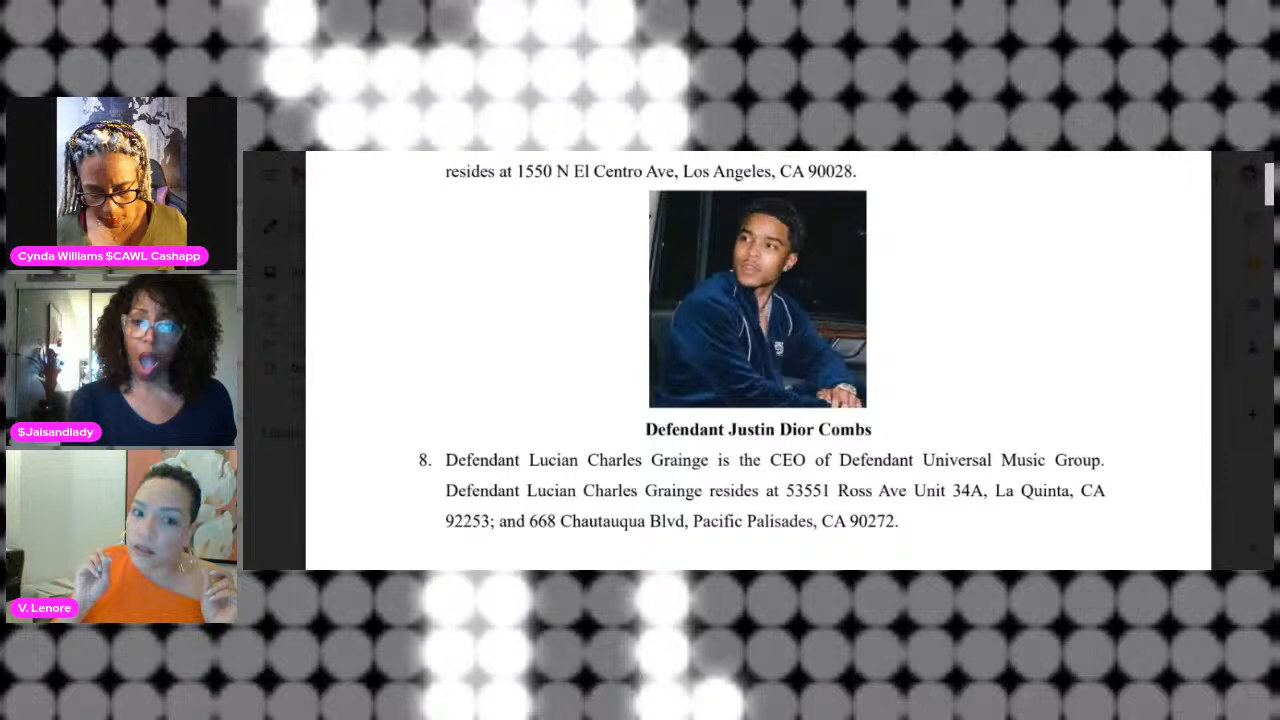 resides at 1550 N El Centro Ave, Los Angeles, CA 90028.
Cynda Williams $CAWL Cashapp
$Jaisandlady
Defendant Justin Dior Combs
8. Defendant Lucian Charles Grainge is the CEO of Defendant Universal Music Group.
Defendant Lucian Charles Grainge resides at 53551 Ross Ave Unit 34A, La Quinta, CA
92253; and 668 Chautauqua Blvd, Pacific Palisades, CA 90272.
V. Lenore